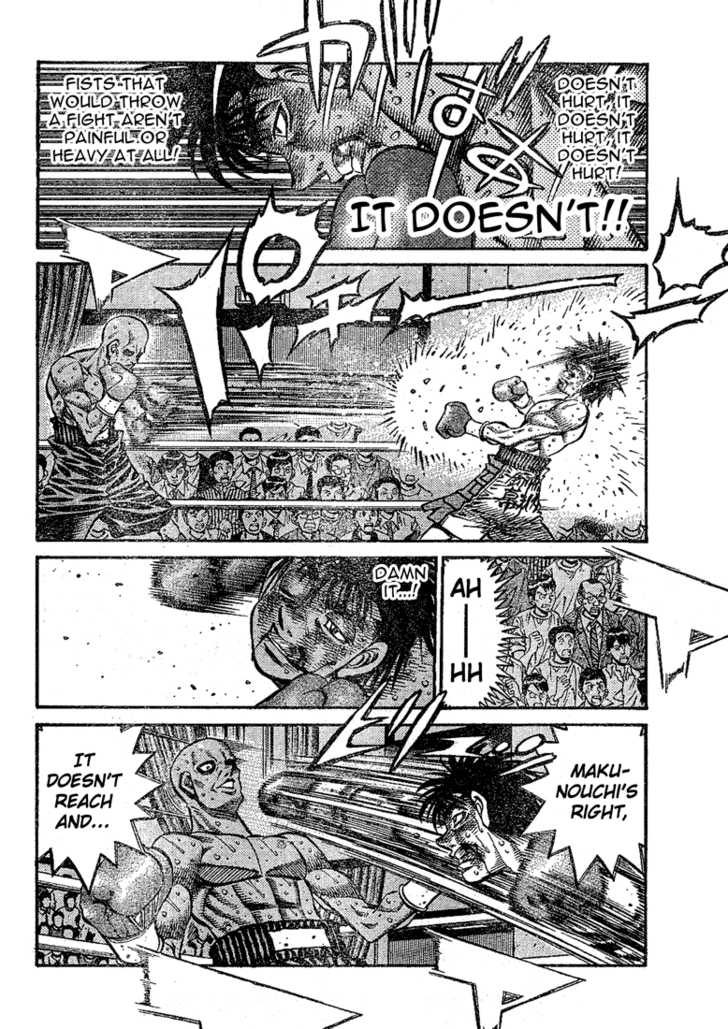 DOESN'T
HURT, IT
DOESN'T
HURT, IT
DOESN'T
HURT!
FISTS THAT
WOULD THROW
A FIGHT AREN'T
PAINFUL OR
HEAVY AT ALL!
IT DOESN'T!!
AH
HH
DAMN
IT...!
MAKU-
NOUCHI'S
RIGHT,
IT
DOESN'T
REACH
AND...